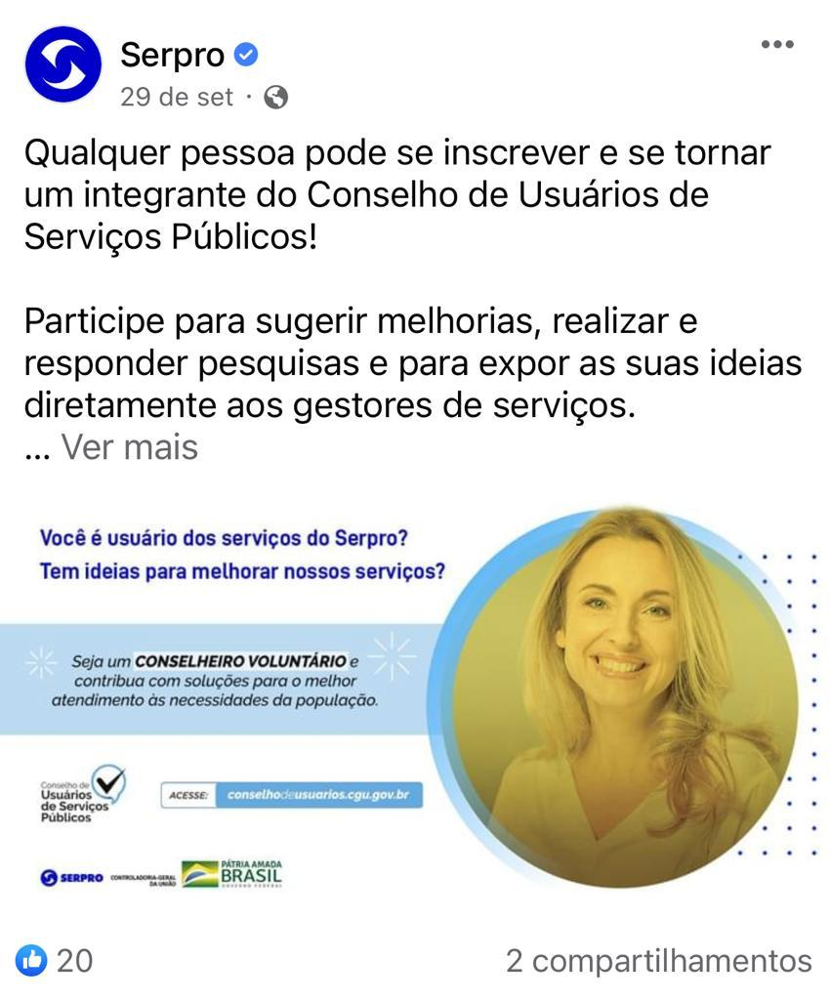 Serpro
29 de set ·
Qualquer pessoa pode se inscrever e se tornar
um integrante do Conselho de Usuários de
Serviços Públicos!
Participe para sugerir melhorias, realizar e
responder pesquisas e para expor as suas ideias
diretamente aos gestores de serviços.
... Ver mais
Você é usuário dos serviços do Serpro?
Tem ideias para melhorar nossos serviços?
Seja um CONSELHEIRO VOLUNTÁRIO e
contribua com soluções para o melhor
atendimento às necessidades da população.
Conselho de
Usuários
de Serviços
Públicos
ACESSE: conselhodeusuarios.cgu.gov.br
SERPRO
CONTROLADORIA-GERAL
DA UNIÃO
PÁTRIA AMADA
BRASIL
GOVERNO FEDERAL
20
2 compartilhamentos